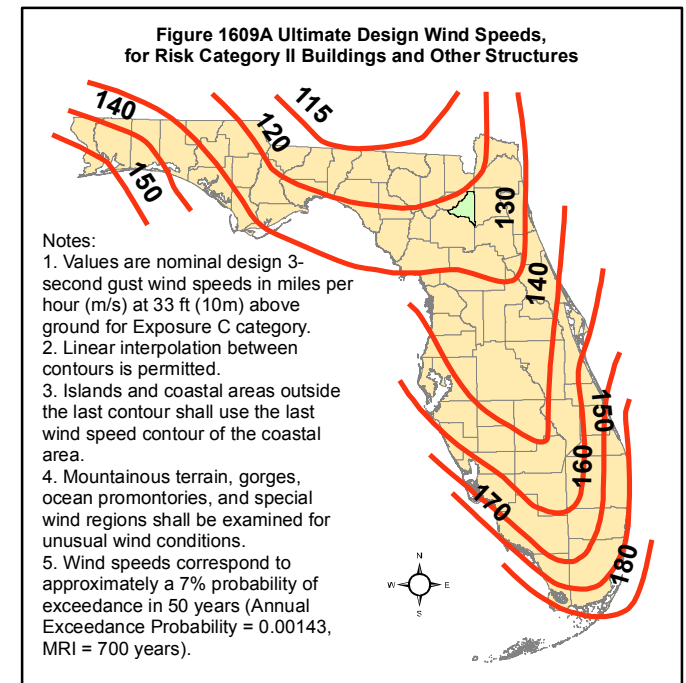 Figure 1609A Ultimate Design Wind Speeds,
for Risk Category II Buildings and Other Structures
140
120
115
150
130
140
Notes:
1. Values are nominal design 3-
second gust wind speeds in miles per
hour (m/s) at 33 ft (10m) above
ground for Exposure C category.
2. Linear interpolation between
contours is permitted.
3. Islands and coastal areas outside
the last contour shall use the last
wind speed contour of the coastal
area.
4. Mountainous terrain, gorges,
ocean promontories, and special
wind regions shall be examined for
unusual wind conditions.
5. Wind speeds correspond to
approximately a 7% probability of
exceedance in 50 years (Annual
Exceedance Probability = 0.00143,
MRI = 700 years).
150
160
170
180
N
W E
S